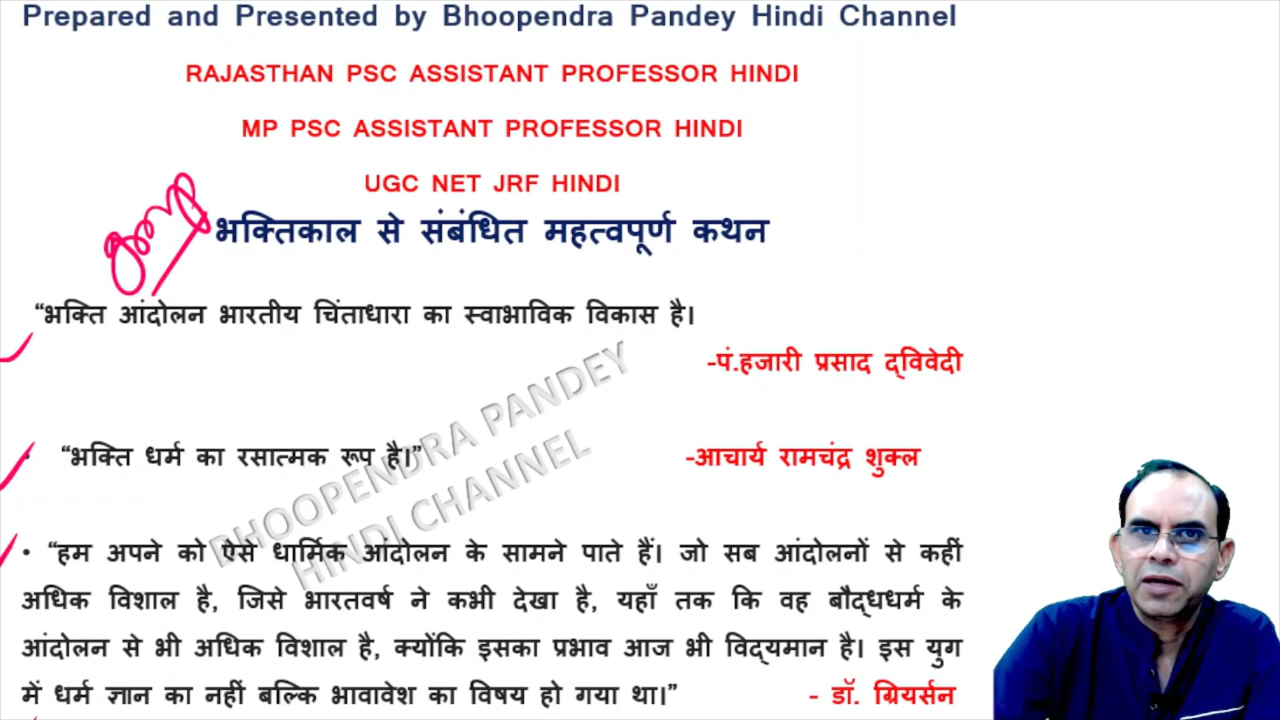 Prepared and Presented by Bhoopendra Pandey Hindi Channel
RAJASTHAN PSC ASSISTANT PROFESSOR HINDI
MP PSC ASSISTANT PROFESSOR HINDI
UGC NET JRF HINDI
भक्तिकाल से संबंधित महत्वपूर्ण कथन
“भक्ति आंदोलन भारतीय चिंताधारा का स्वाभाविक विकास है।
-पं.हजारी प्रसाद द्विवेदी
• “भक्ति धर्म का रसात्मक रूप है।” -आचार्य रामचंद्र शुक्ल
BHOOPENDRA PANDEY
HINDI CHANNEL
• “हम अपने को ऐसे धार्मिक आंदोलन के सामने पाते हैं। जो सब आंदोलनों से कहीं
अधिक विशाल है, जिसे भारतवर्ष ने कभी देखा है, यहाँ तक कि वह बौद्धधर्म के
आंदोलन से भी अधिक विशाल है, क्योंकि इसका प्रभाव आज भी विद्यमान है। इस युग
में धर्म ज्ञान का नहीं बल्कि भावावेश का विषय हो गया था।” - डॉ. ग्रियर्सन